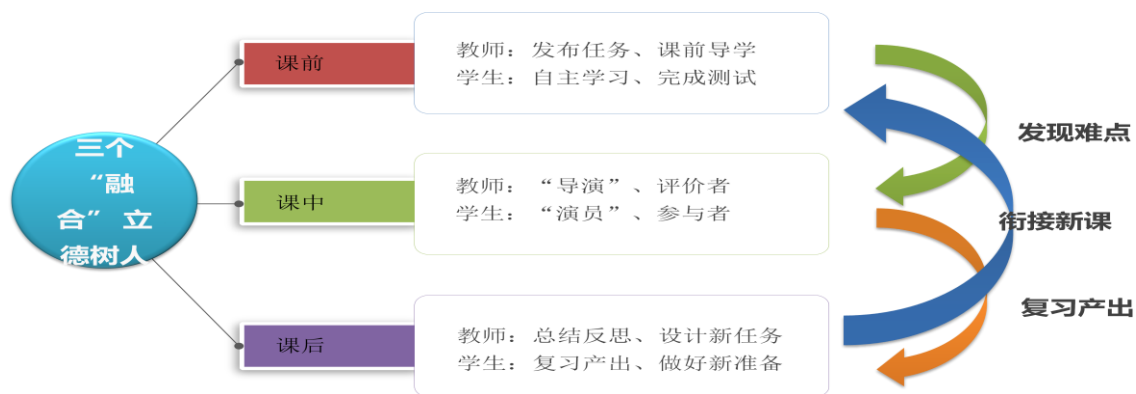 三个
“融
合” 立
德树人
课前
教师：发布任务、课前导学
学生：自主学习、完成测试
课中
教师：“导演”、评价者
学生：“演员”、参与者
课后
教师：总结反思、设计新任务
学生：复习产出、做好新准备
发现难点
衔接新课
复习产出